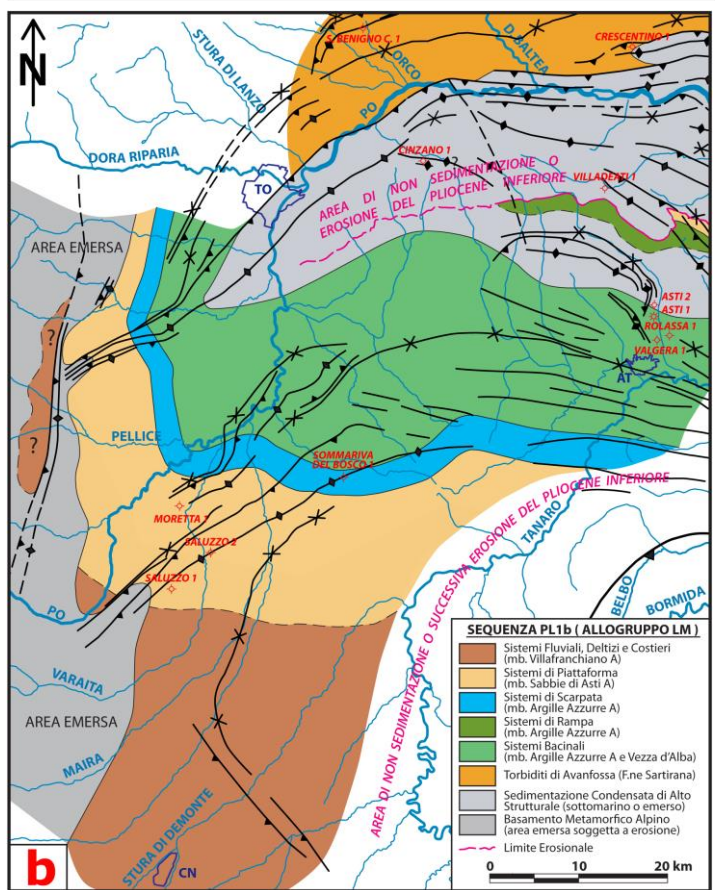 N
S. BENIGNO C. 1
ORCO
D. BALTEA
CRESCENTINO 1
STURA DI LANZO
PO
DORA RIPARIA
CINZANO 1
2
VILLADEATI 1
TO
AREA DI NON SEDIMENTAZIONE O
EROSIONE DEL PLIOCENE INFERIORE
AREA EMERSA
ASTI 2
ASTI 1
ROLASSA 1
VALGERA 1
AT
?
?
PELLICE
SOMMARIVA
DEL BOSCO 1
MORETTA 1
SALUZZO 2
SALUZZO 1
AREA DI NON SEDIMENTAZIONE O SUCCESSIVA EROSIONE DEL PLIOCENE INFERIORE
TANARO
BELBO
BORMIDA
PO
VARAITA
AREA EMERSA
MAIRA
STURA DI DEMONTE
CN
b
SEQUENZA PL1b ( ALLOGRUPPO LM )
Sistemi Fluviali, Deltizi e Costieri
(mb. Villafranchiano A)
Sistemi di Piattaforma
(mb. Sabbie di Asti A)
Sistemi di Scarpata
(mb. Argille Azzurre A)
Sistemi di Rampa
(mb. Argille Azzurre A)
Sistemi Bacinali
(mb. Argille Azzurre A e Vezza d'Alba)
Torbiditi di Avanfossa (F.ne Sartirana)
Sedimentazione Condensata di Alto
Strutturale (sottomarino o emerso)
Basamento Metamorfico Alpino
(area emersa soggetta a erosione)
Limite Erosionale
0 10 20 km